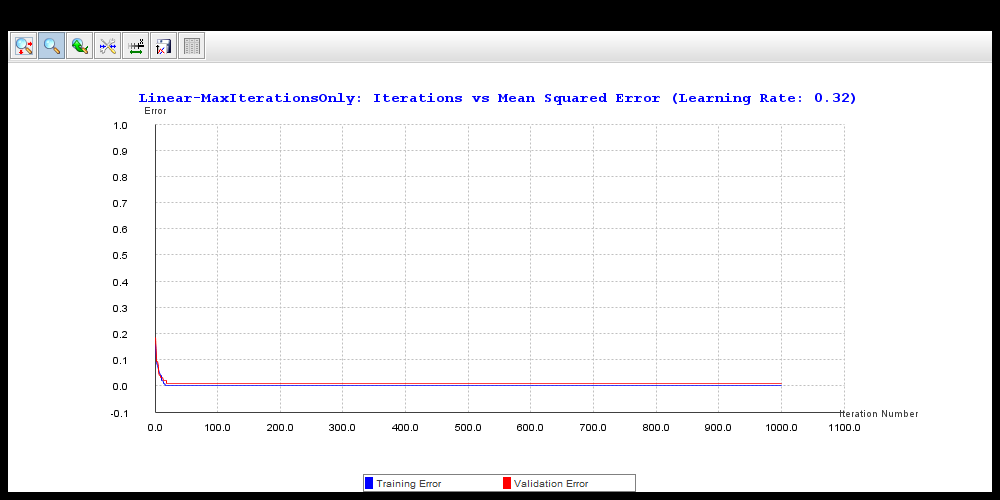 Linear-MaxIterationsOnly: Iterations vs Mean Squared Error (Learning Rate: 0.32)
Error
1.0
0.9
0.8
0.7
0.6
0.5
0.4
0.3
0.2
0.1
0.0
-0.1
Iteration Number
0.0 100.0 200.0 300.0 400.0 500.0 600.0 700.0 800.0 900.0 1000.0 1100.0
Training Error Validation Error